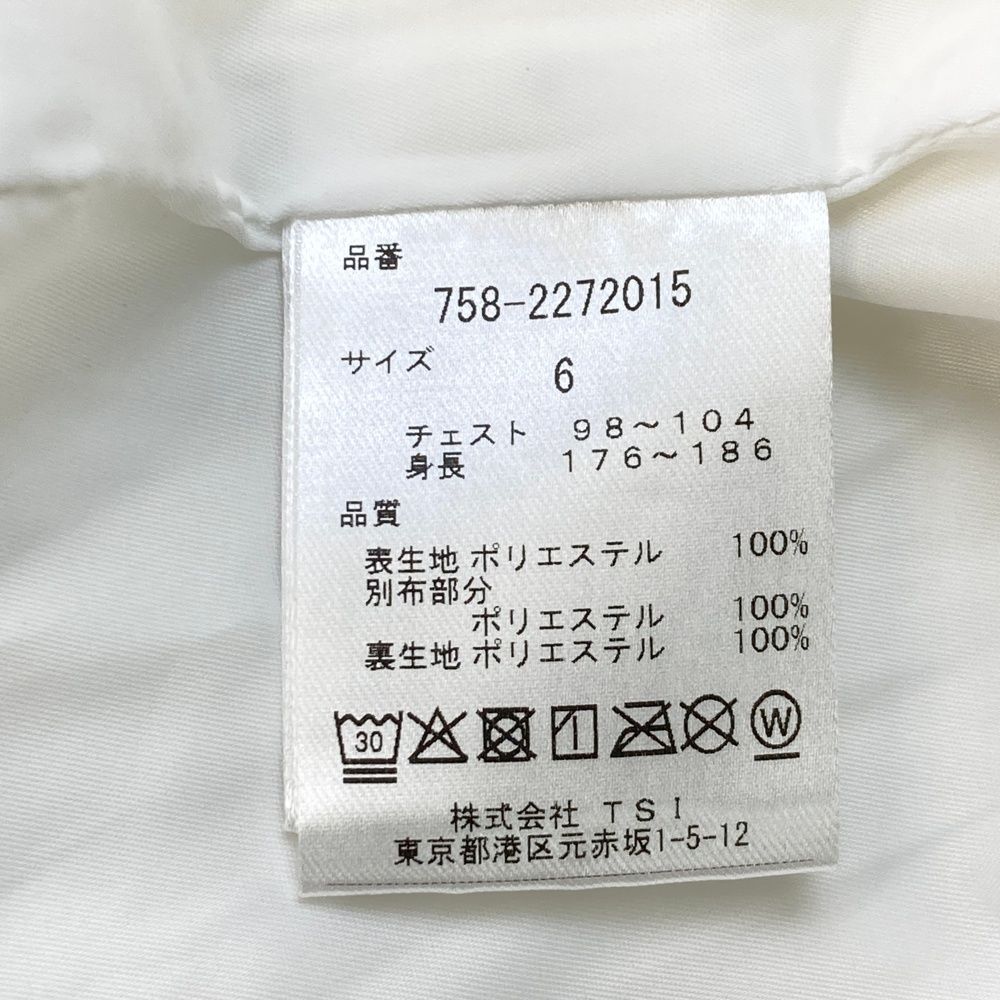 品番
758-2272015
サイズ
6
チェスト 98～104
身長 176～186
品質
表生地 ポリエステル 100%
別布部分
ポリエステル 100%
裏生地 ポリエステル 100%
30 1 W
株式会社 TSI
東京都港区元赤坂1-5-12